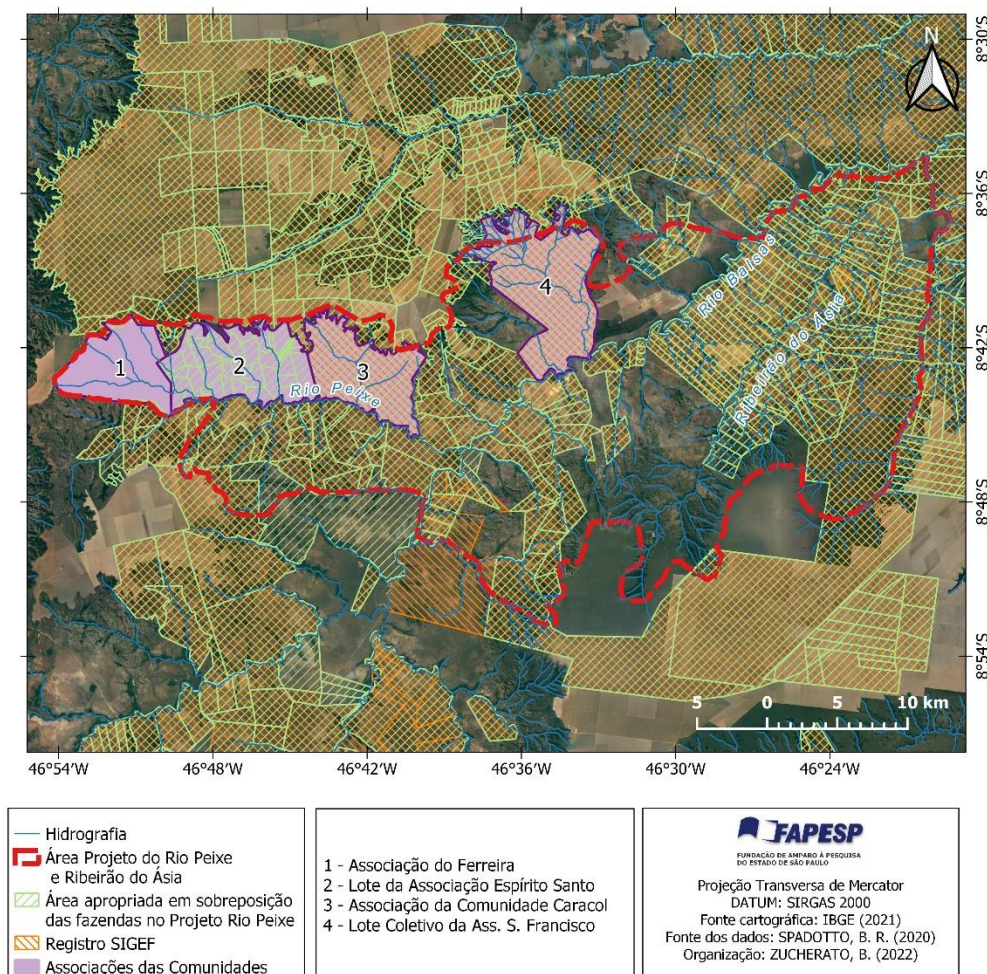 N
8°30'S
8°36'S
8°42'S
8°48'S
8°54'S
Rio Balsas
Ribeirão do Ásia
Rio Peixe
1
2
3
4
5 0 5 10 km
46°54'W 46°48'W 46°42'W 46°36'W 46°30'W 46°24'W
Hidrografia
Área Projeto do Rio Peixe
e Ribeirão do Ásia
Área apropriada em sobreposição
das fazendas no Projeto Rio Peixe
Registro SIGEF
Associações das Comunidades
1 - Associação do Ferreira
2 - Lote da Associação Espírito Santo
3 - Associação da Comunidade Caracol
4 - Lote Coletivo da Ass. S. Francisco
FAPESP
FUNDAÇÃO DE AMPARO À PESQUISA
DO ESTADO DE SÃO PAULO
Projeção Transversa de Mercator
DATUM: SIRGAS 2000
Fonte cartográfica: IBGE (2021)
Fonte dos dados: SPADOTTO, B. R. (2020)
Organização: ZUCHERATO, B. (2022)